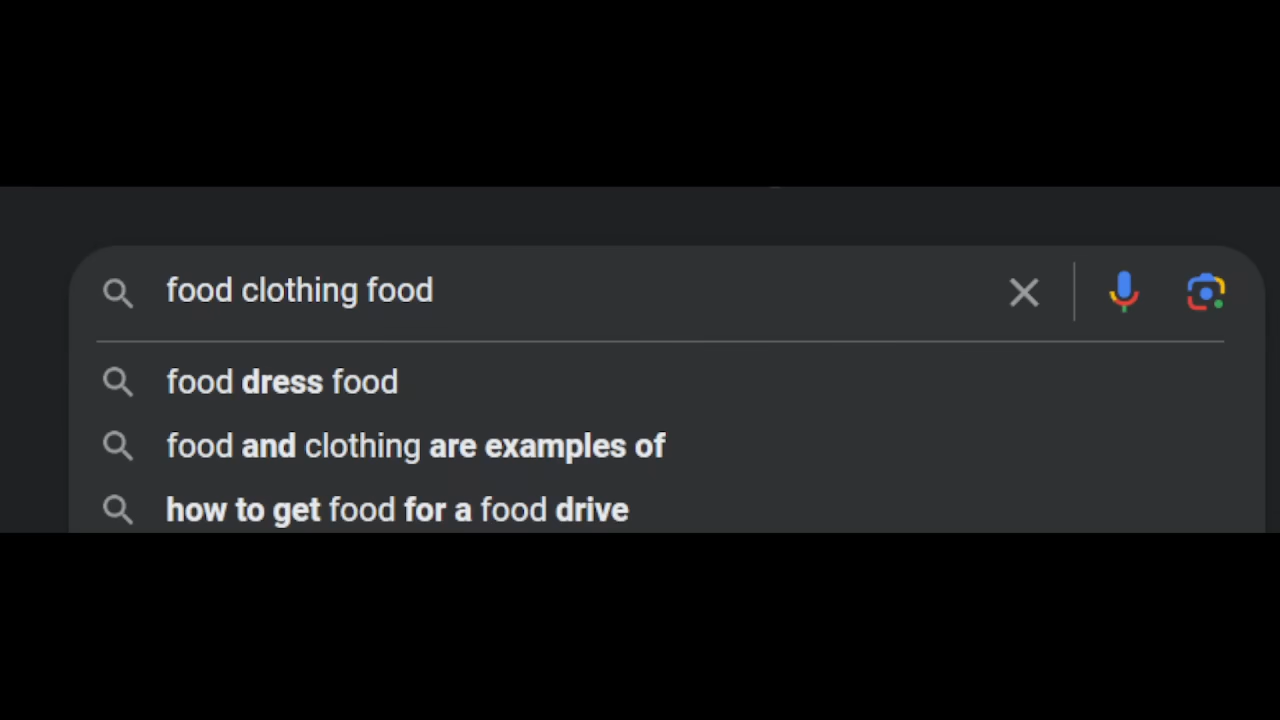 food clothing food
food dress food
food and clothing are examples of
how to get food for a food drive